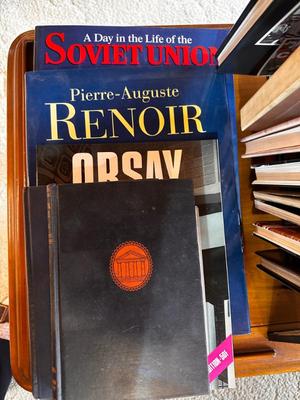 A Day in the Life of the
SOVIET UNION
Pierre-Auguste
RENOIR
ORSAY